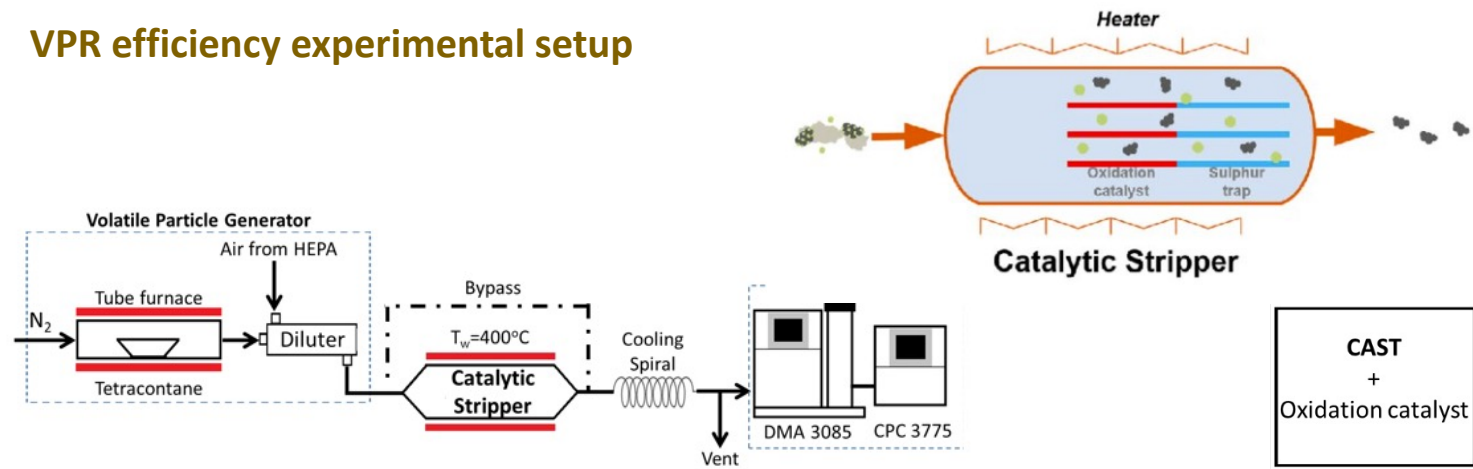 VPR efficiency experimental setup
Heater
Oxidation
catalyst
Sulphur
trap
Catalytic Stripper
Volatile Particle Generator
Air from HEPA
Tube furnace
N₂
Diluter
Tetracontane
Bypass
T_w=400°C
Catalytic
Stripper
Cooling
Spiral
Vent
DMA 3085
CPC 3775
CAST
+
Oxidation catalyst